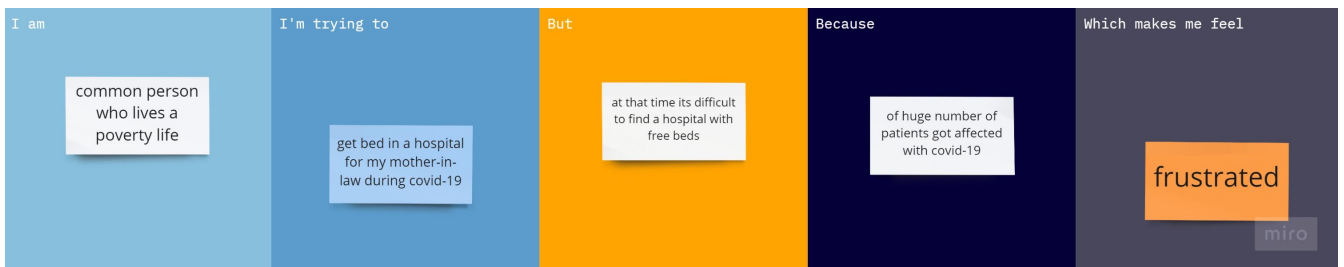 I am
common person
who lives a
poverty life
I'm trying to
get bed in a hospital
for my mother-in-
law during covid-19
But
at that time its difficult
to find a hospital with
free beds
Because
of huge number of
patients got affected
with covid-19
Which makes me feel
frustrated
miro